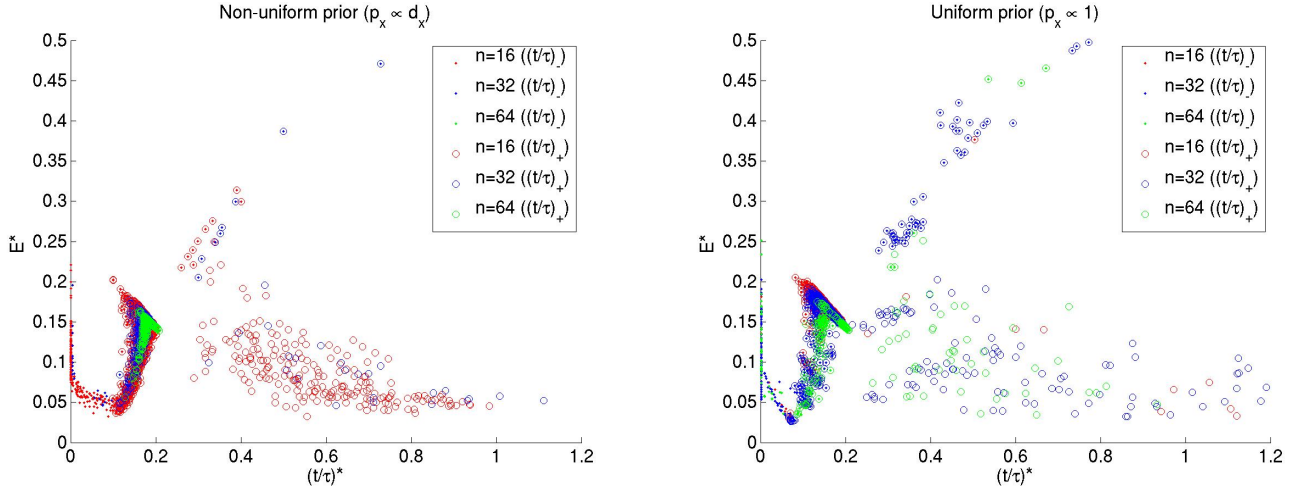 Non-uniform prior (p_x ∝ d_x)
0.5
0.45
0.4
0.35
0.3
0.25
0.2
0.15
0.1
0.05
0
E*
0 0.2 0.4 0.6 0.8 1 1.2
(t/τ)*
n=16 ((t/τ)_-)
n=32 ((t/τ)_-)
n=64 ((t/τ)_-)
n=16 ((t/τ)_+)
n=32 ((t/τ)_+)
n=64 ((t/τ)_+)
Uniform prior (p_x ∝ 1)
0.5
0.45
0.4
0.35
0.3
0.25
0.2
0.15
0.1
0.05
0
E*
0 0.2 0.4 0.6 0.8 1 1.2
(t/τ)*
n=16 ((t/τ)_-)
n=32 ((t/τ)_-)
n=64 ((t/τ)_-)
n=16 ((t/τ)_+)
n=32 ((t/τ)_+)
n=64 ((t/τ)_+)